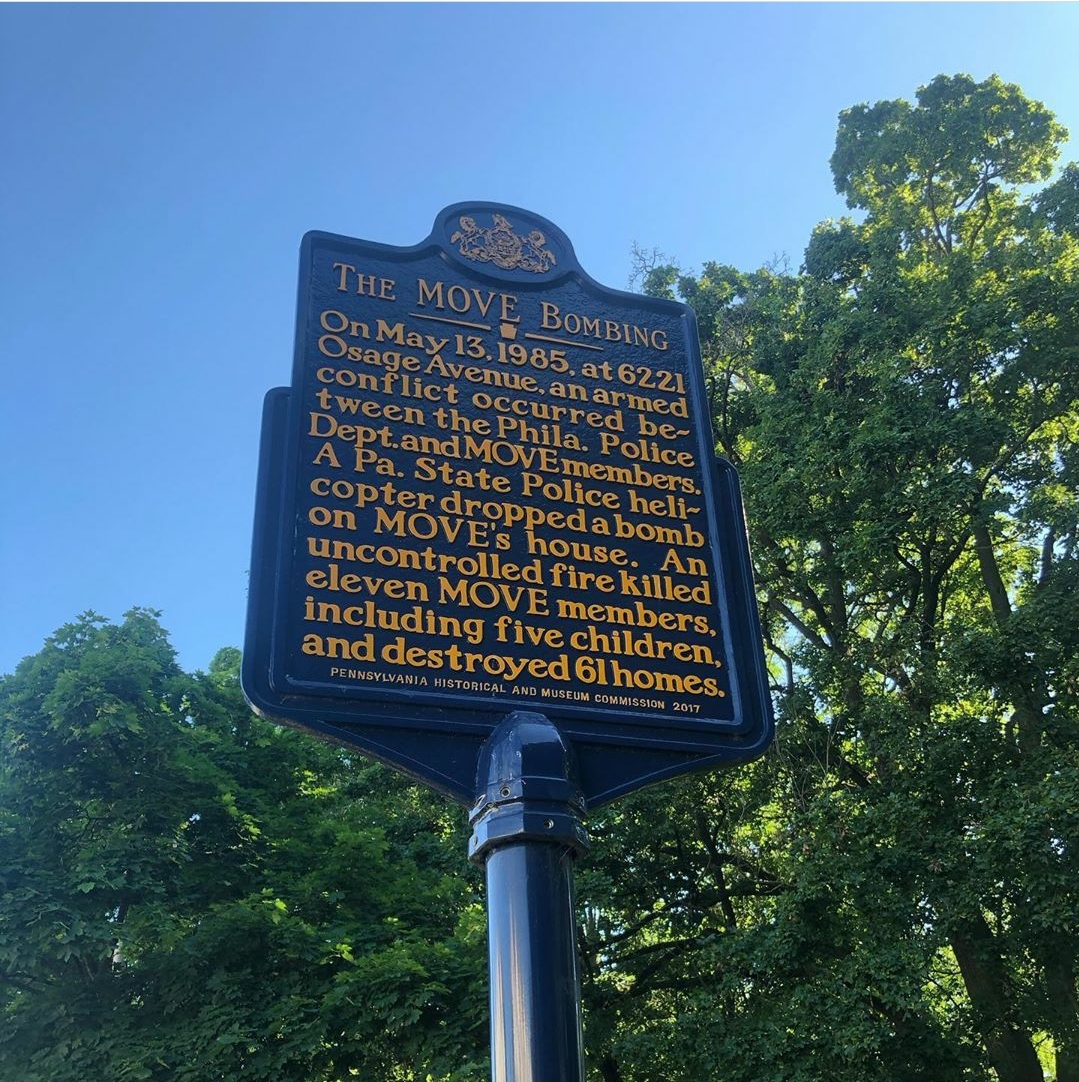 THE MOVE BOMBING
On May 13, 1985, at 6221
Osage Avenue, an armed
conflict occurred be-
tween the Phila. Police
Dept. and MOVE members.
A Pa. State Police heli-
copter dropped a bomb
on MOVE's house. An
uncontrolled fire killed
eleven MOVE members,
including five children,
and destroyed 61 homes.
PENNSYLVANIA HISTORICAL AND MUSEUM COMMISSION 2017